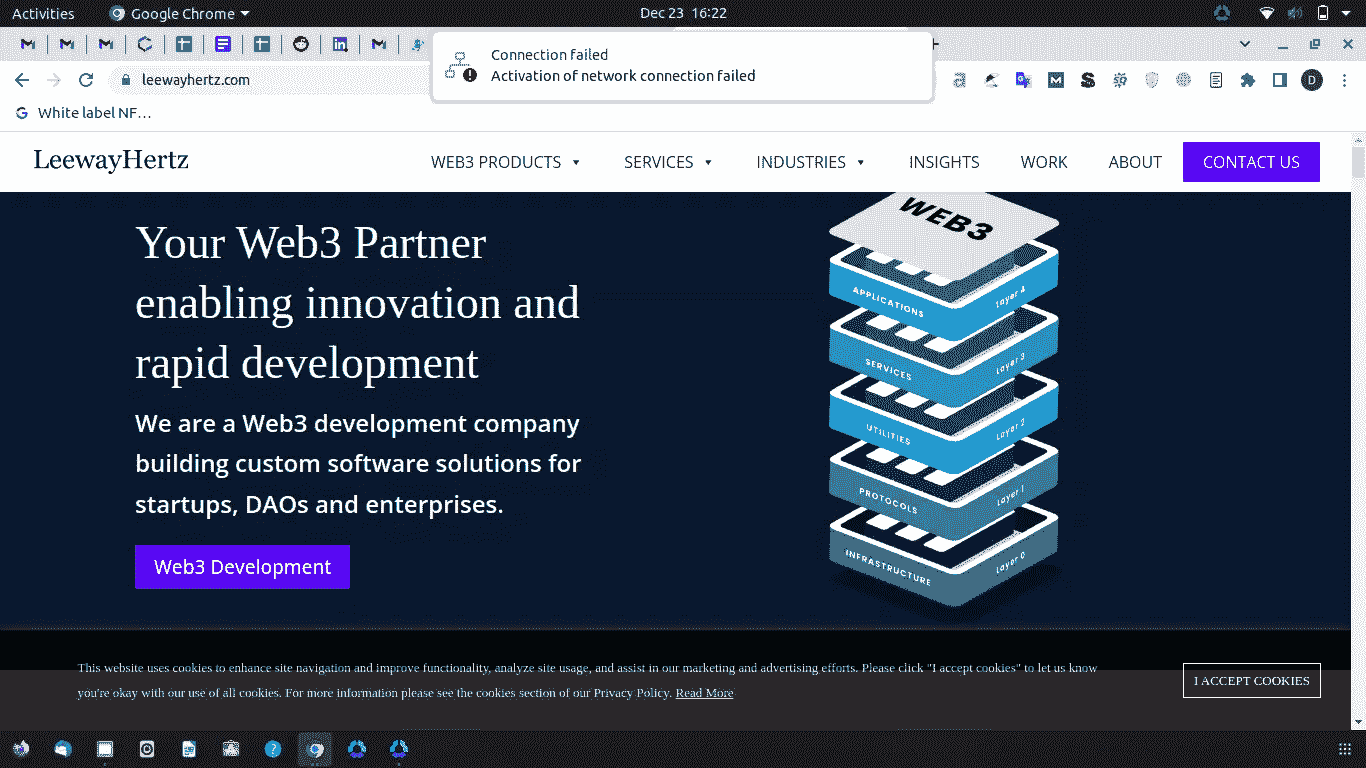 Activities
Google Chrome
Dec 23 16:22
Connection failed
Activation of network connection failed
leewayhertz.com
D
White label NF…
LeewayHertz
WEB3 PRODUCTS
SERVICES
INDUSTRIES
INSIGHTS
WORK
ABOUT
CONTACT US
Your Web3 Partner
enabling innovation and
rapid development
We are a Web3 development company
building custom software solutions for
startups, DAOs and enterprises.
Web3 Development
WEB3
APPLICATIONS Layer 4
SERVICES Layer 3
UTILITIES Layer 2
PROTOCOLS Layer 1
INFRASTRUCTURE Layer 0
This website uses cookies to enhance site navigation and improve functionality, analyze site usage, and assist in our marketing and advertising efforts. Please click "I accept cookies" to let us know
you're okay with our use of all cookies. For more information please see the cookies section of our Privacy Policy. Read More
I ACCEPT COOKIES